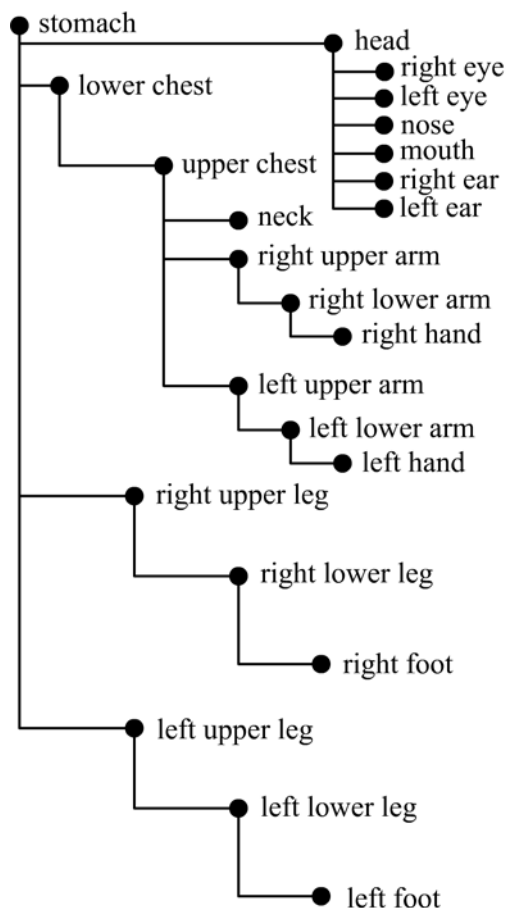 stomach
head
right eye
left eye
nose
mouth
right ear
left ear
lower chest
upper chest
neck
right upper arm
right lower arm
right hand
left upper arm
left lower arm
left hand
right upper leg
right lower leg
right foot
left upper leg
left lower leg
left foot